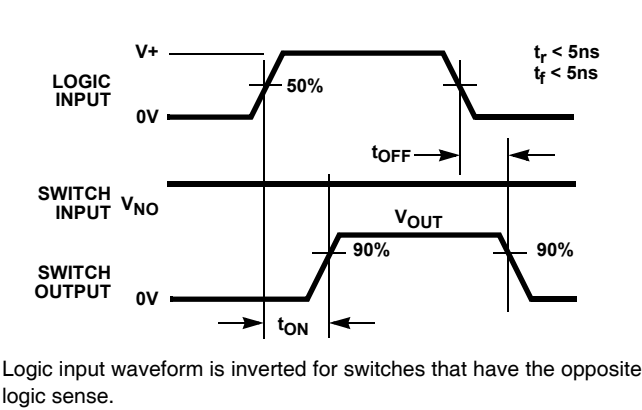 V+
LOGIC
INPUT
50%
0V
tr < 5ns
tf < 5ns
tOFF
SWITCH
INPUT
VNO
VOUT
SWITCH
OUTPUT
90%
90%
0V
tON
Logic input waveform is inverted for switches that have the opposite
logic sense.